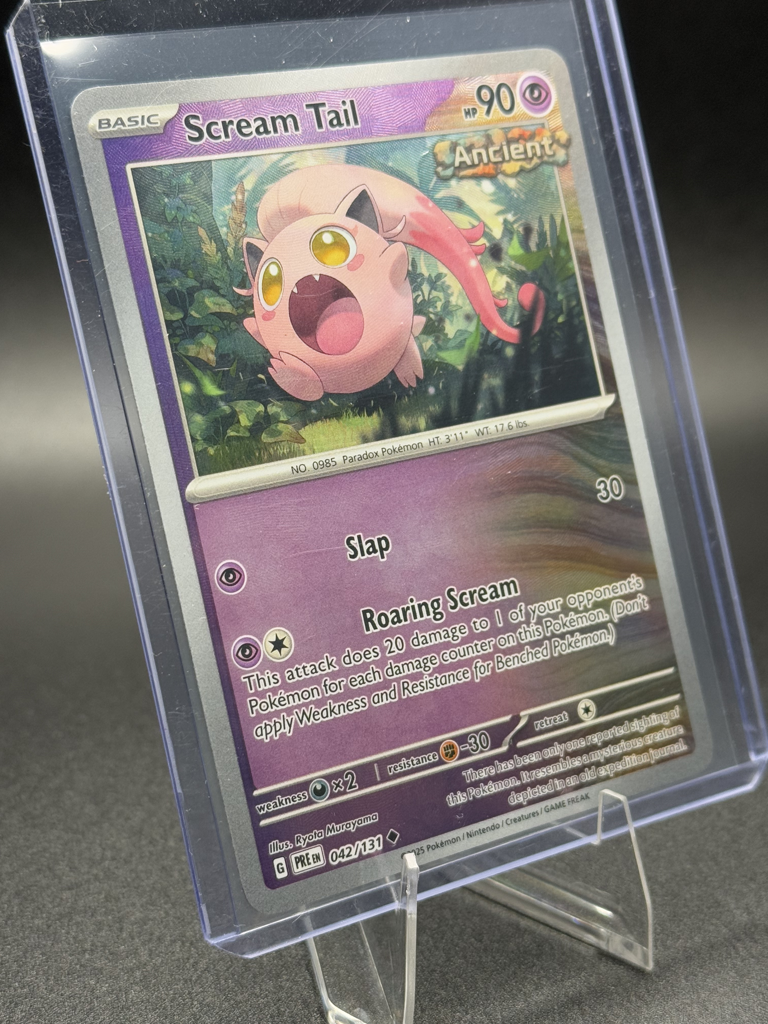 BASIC Scream Tail HP 90
Ancient
NO. 0985 Paradox Pokémon HT. 3'11" WT. 17.6 lbs.
Slap 30
Roaring Scream
This attack does 20 damage to 1 of your opponent's
Pokémon for each damage counter on this Pokémon. (Don't
apply Weakness and Resistance for Benched Pokémon.)
weakness ×2 resistance -30 retreat
There has been only one reported sighting of
this Pokémon. It resembles a mysterious creature
depicted in an old expedition journal.
Illus. Ryota Murayama
G PRE EN 042/131
2025 Pokémon / Nintendo / Creatures / GAME FREAK